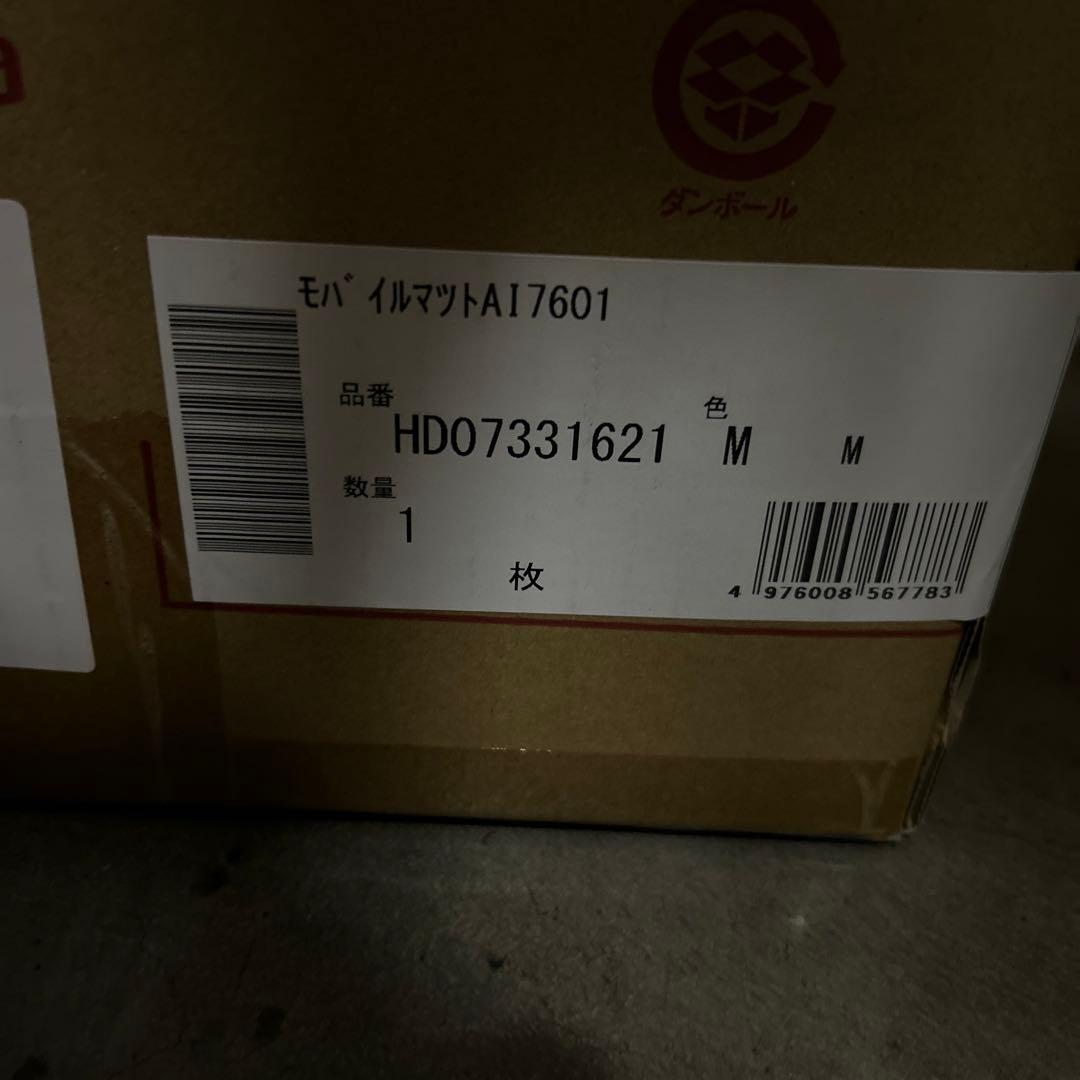 ダンボール
モバイルマツトAI7601
品番
HD07331621
色
M M
数量
1
枚
4 976008 567783